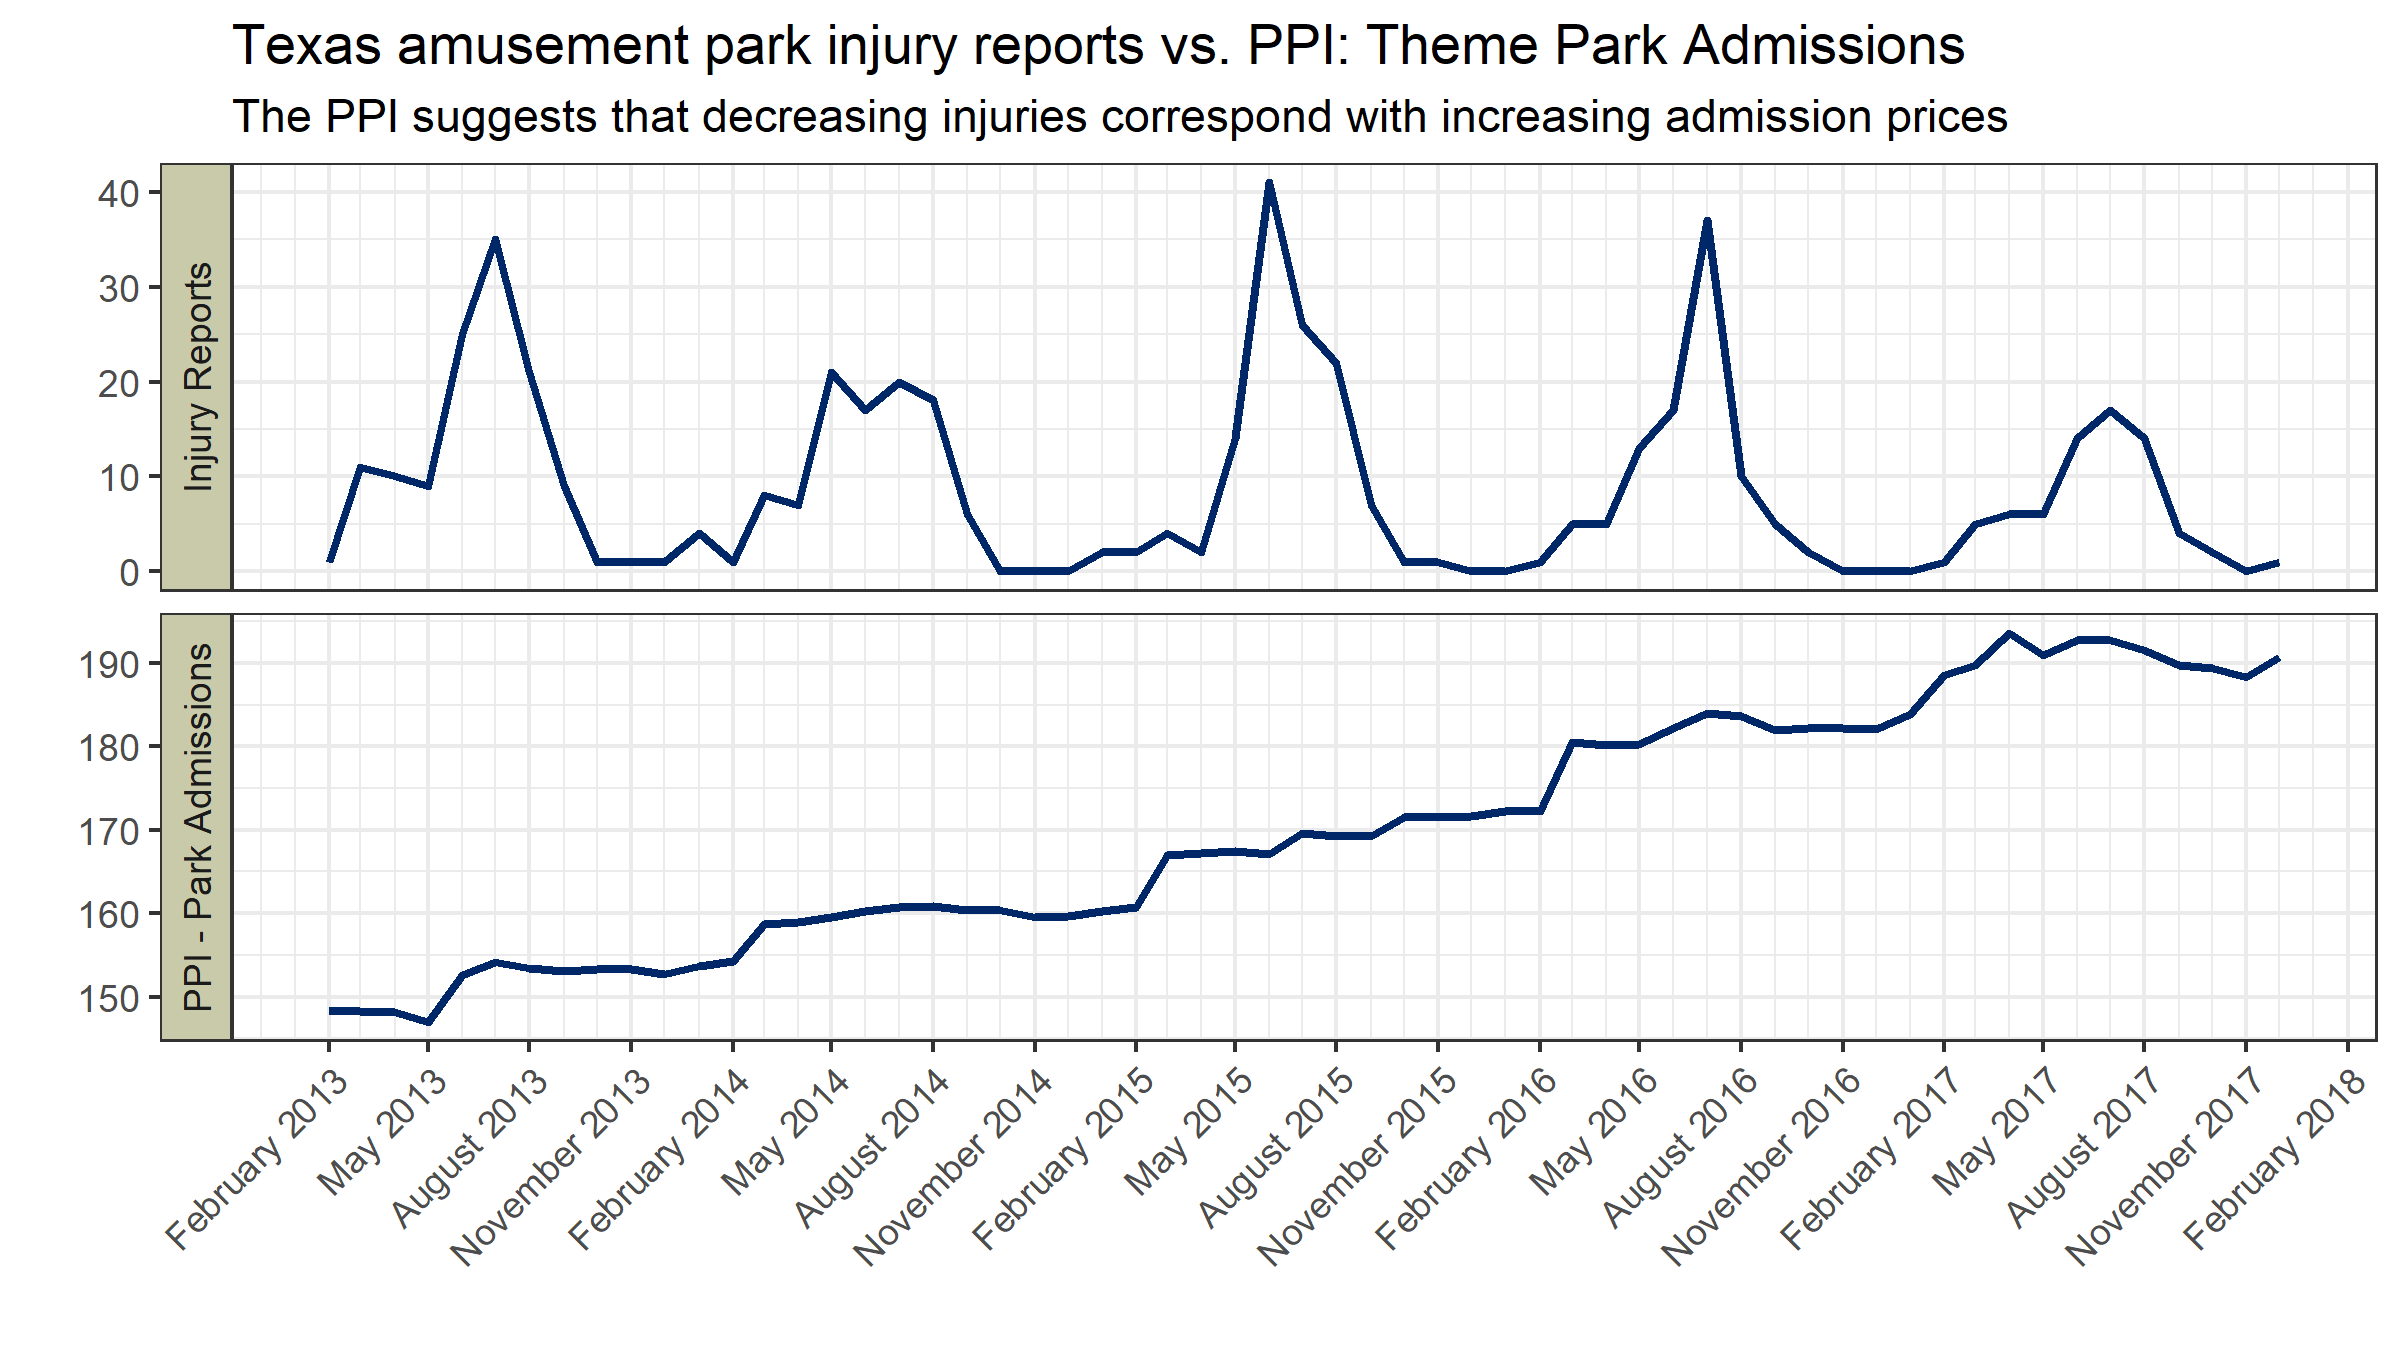 Texas amusement park injury reports vs. PPI: Theme Park Admissions
The PPI suggests that decreasing injuries correspond with increasing admission prices
Injury Reports
40
30
20
10
0
PPI - Park Admissions
190
180
170
160
150
February 2013
May 2013
August 2013
November 2013
February 2014
May 2014
August 2014
November 2014
February 2015
May 2015
August 2015
November 2015
February 2016
May 2016
August 2016
November 2016
February 2017
May 2017
August 2017
November 2017
February 2018